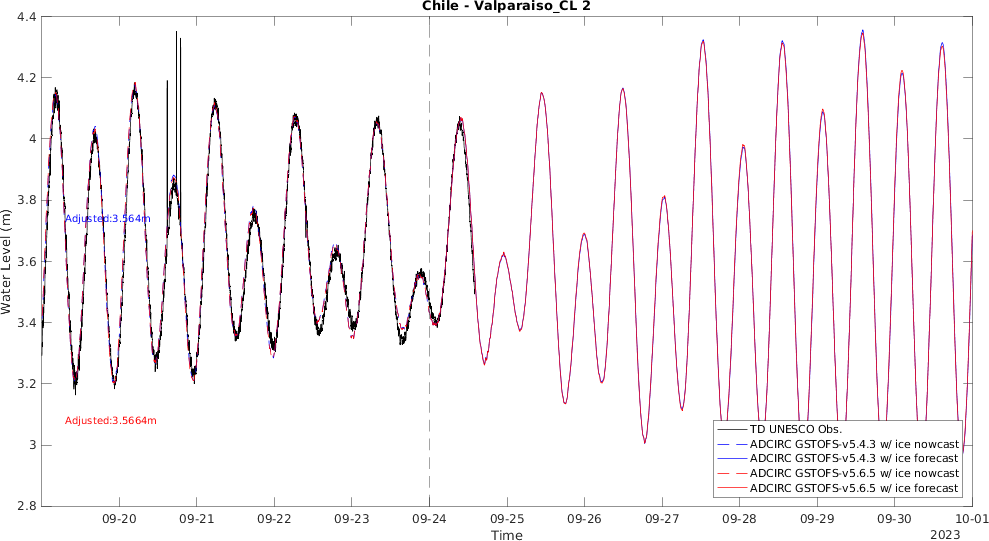 Chile - Valparaiso_CL 2
4.4
4.2
4
3.8
3.6
3.4
3.2
3
2.8
Water Level (m)
Adjusted:3.564m
Adjusted:3.5664m
TD UNESCO Obs.
ADCIRC GSTOFS-v5.4.3 w/ ice nowcast
ADCIRC GSTOFS-v5.4.3 w/ ice forecast
ADCIRC GSTOFS-v5.6.5 w/ ice nowcast
ADCIRC GSTOFS-v5.6.5 w/ ice forecast
09-20 09-21 09-22 09-23 09-24 09-25 09-26 09-27 09-28 09-29 09-30 10-01
Time
2023